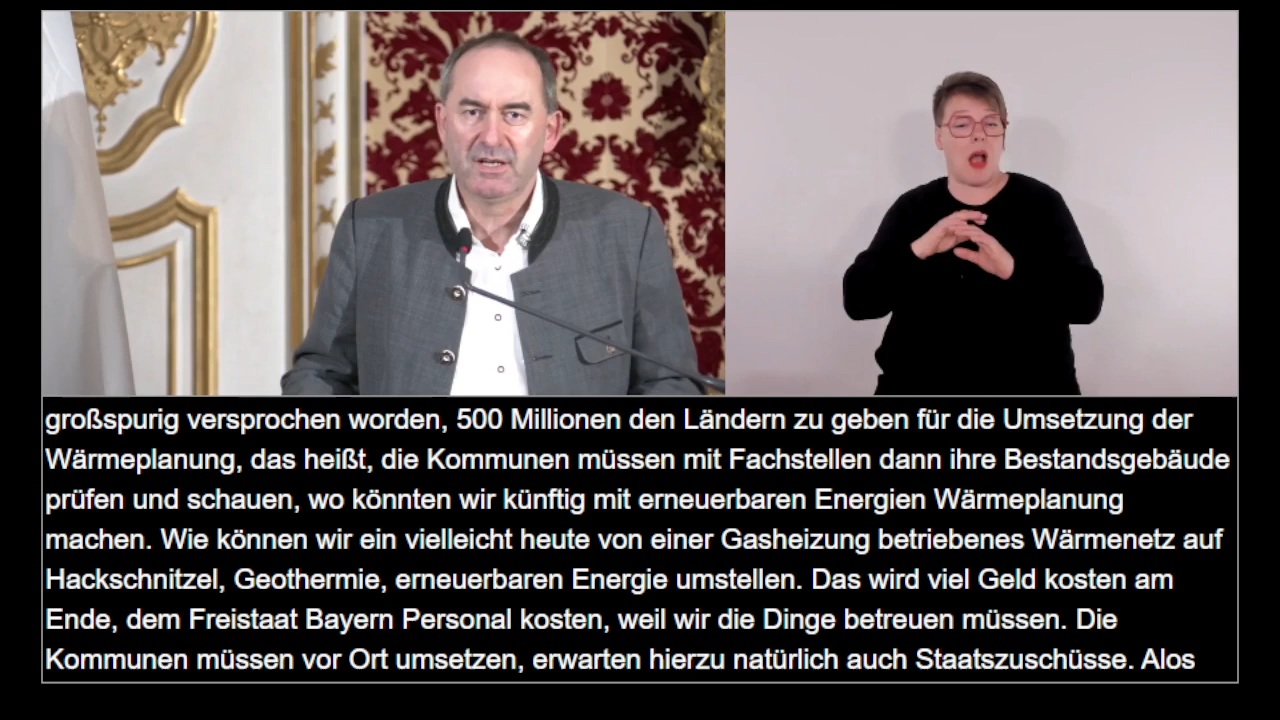 großspurig versprochen worden, 500 Millionen den Ländern zu geben für die Umsetzung der
Wärmeplanung, das heißt, die Kommunen müssen mit Fachstellen dann ihre Bestandsgebäude
prüfen und schauen, wo könnten wir künftig mit erneuerbaren Energien Wärmeplanung
machen. Wie können wir ein vielleicht heute von einer Gasheizung betriebenes Wärmenetz auf
Hackschnitzel, Geothermie, erneuerbaren Energie umstellen. Das wird viel Geld kosten am
Ende, dem Freistaat Bayern Personal kosten, weil wir die Dinge betreuen müssen. Die
Kommunen müssen vor Ort umsetzen, erwarten hierzu natürlich auch Staatszuschüsse. Alos